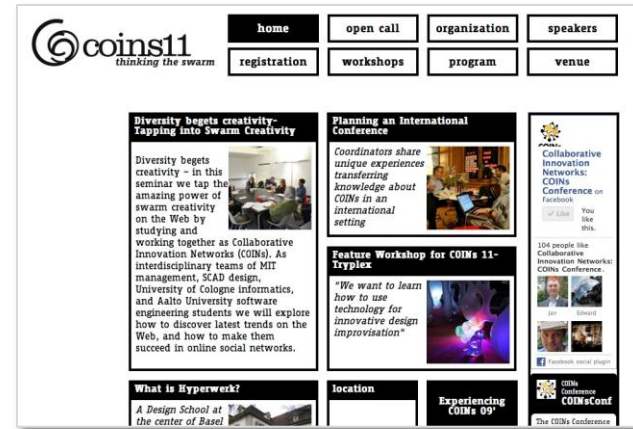 coins11
thinking the swarm
home
open call
organization
speakers
registration
workshops
program
venue
Diversity begets creativity-
Tapping into Swarm Creativity
Diversity begets
creativity – in this
seminar we tap the
amazing power of
swarm creativity
on the Web by
studying and
working together as Collaborative
Innovation Networks (COINs). As
interdisciplinary teams of MIT
management, SCAD design,
University of Cologne informatics,
and Aalto University software
engineering students we will explore
how to discover latest trends on the
Web, and how to make them
succeed in online social networks.
What is Hyperwerk?
A Design School at
the center of Basel
Planning an International
Conference
Coordinators share
unique experiences
transferring
knowledge about
COINs in an
international
setting
Feature Workshop for COINs 11-
Tryplex
"We want to learn
how to use
technology for
innovative design
improvisation"
location
Experiencing
COINs 09'
Collaborative
Innovation
Networks:
COINs
Conference on
Facebook
Like
You
like
this.
104 people like
Collaborative
Innovation Networks:
COINs Conference.
Jan
Edward
Facebook social plugin
COINs
Conference
COINsConf
The COINs Conference